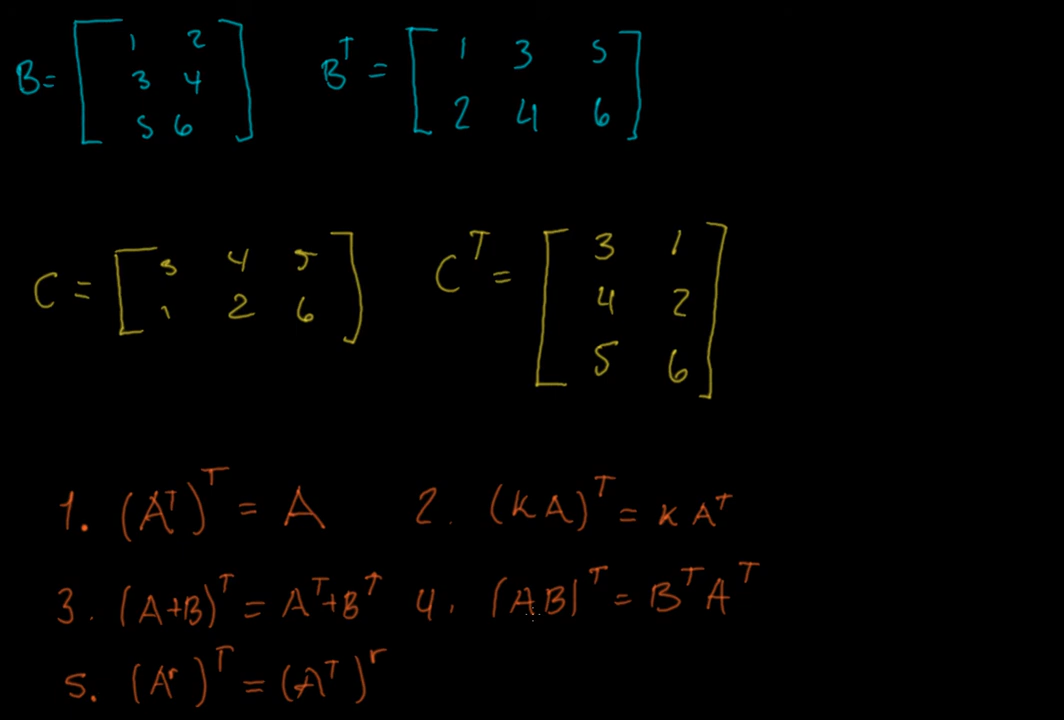 B = [ 1 2 3 4 5 6 ] Bᵀ = [ 1 3 5 2 4 6 ]
C = [ 3 4 5 1 2 6 ] Cᵀ = [ 3 1 4 2 5 6 ]
1. (Aᵀ)ᵀ = A 2. (KA)ᵀ = KAᵀ
3. (A+B)ᵀ = Aᵀ+Bᵀ 4. (AB)ᵀ = BᵀAᵀ
5. (Aʳ)ᵀ = (Aᵀ)ʳ